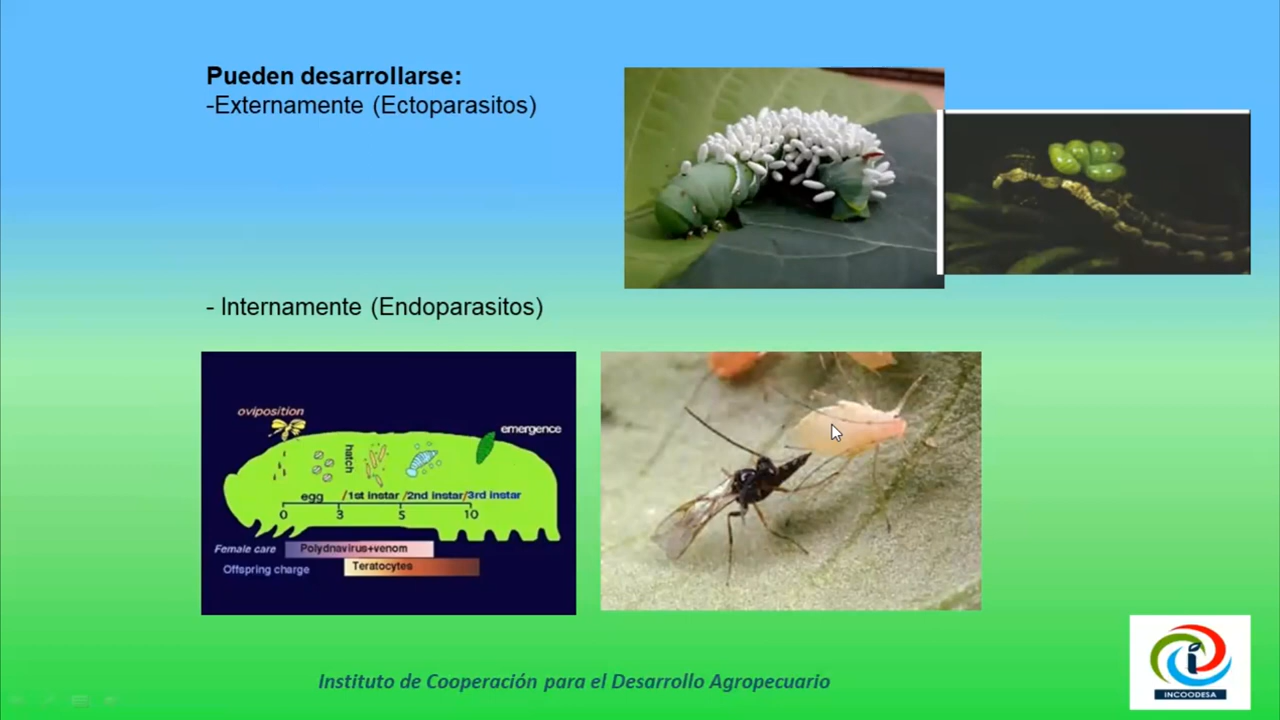 Pueden desarrollarse:
-Externamente (Ectoparasitos)
- Internamente (Endoparasitos)
oviposition
emergence
hatch
egg /1st instar /2nd instar/3rd instar
0 3 5 10
Female care Polydnavirus+venom
Offspring charge Teratocytes
Instituto de Cooperación para el Desarrollo Agropecuario
INCOODESA